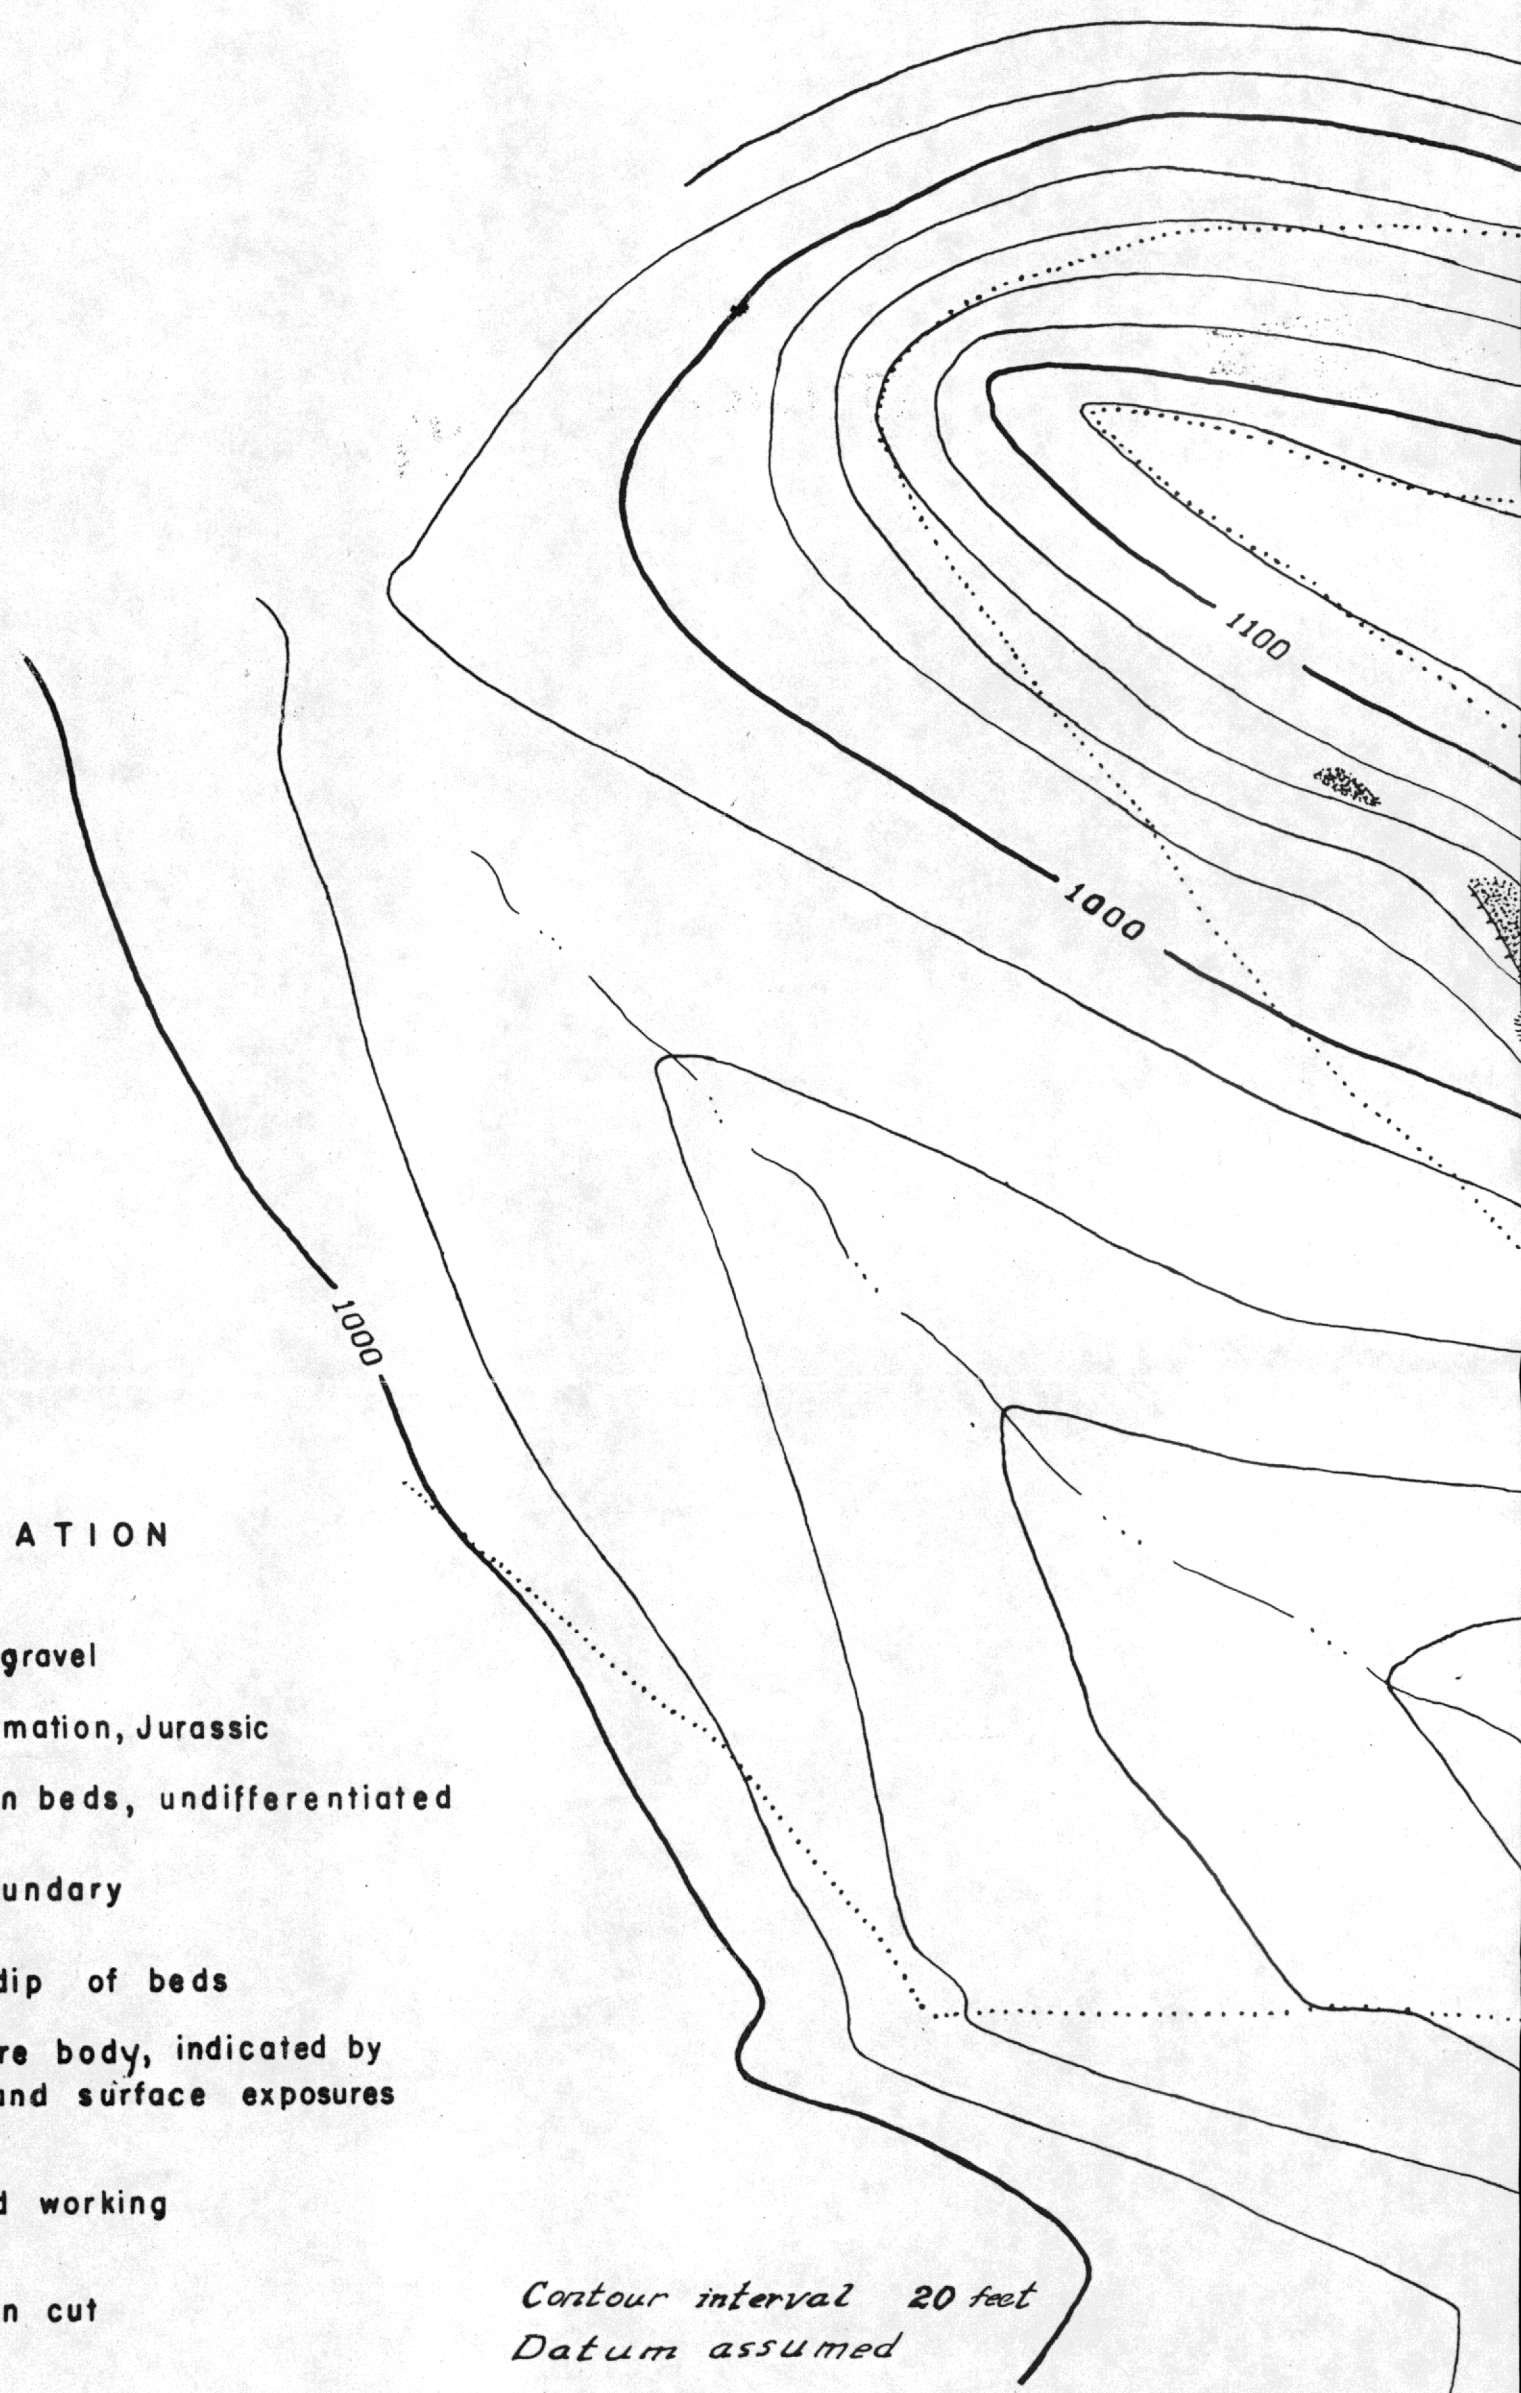 1100
1000
1000
ATION
gravel
mation, Jurassic
n beds, undifferentiated
undary
dip of beds
re body, indicated by
and surface exposures
d working
n cut
Contour interval 20 feet
Datum assumed